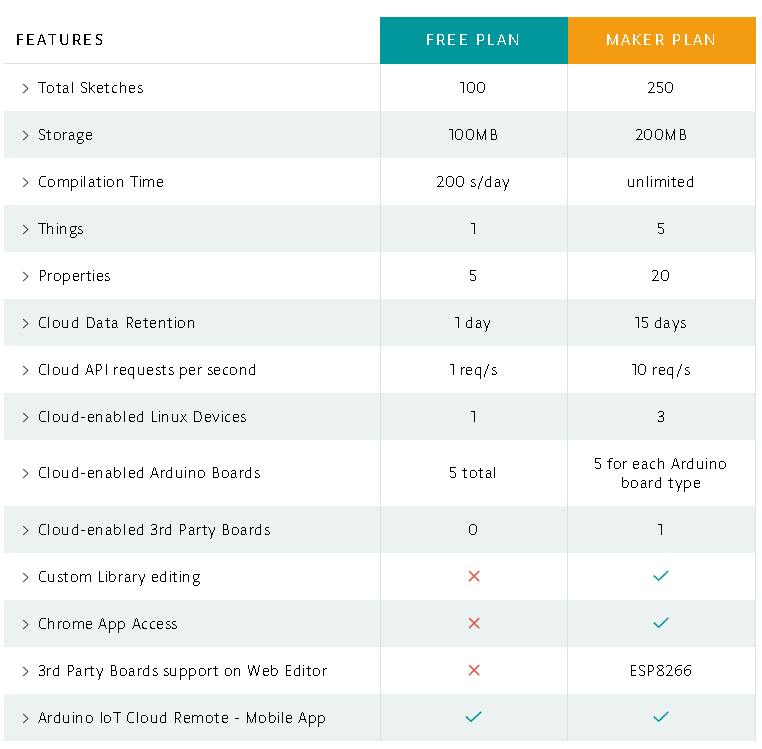 FEATURES FREE PLAN MAKER PLAN
Total Sketches 100 250
Storage 100MB 200MB
Compilation Time 200 s/day unlimited
Things 1 5
Properties 5 20
Cloud Data Retention 1 day 15 days
Cloud API requests per second 1 req/s 10 req/s
Cloud-enabled Linux Devices 1 3
Cloud-enabled Arduino Boards 5 total 5 for each Arduino
board type
Cloud-enabled 3rd Party Boards 0 1
Custom Library editing
Chrome App Access
3rd Party Boards support on Web Editor ESP8266
Arduino IoT Cloud Remote - Mobile App